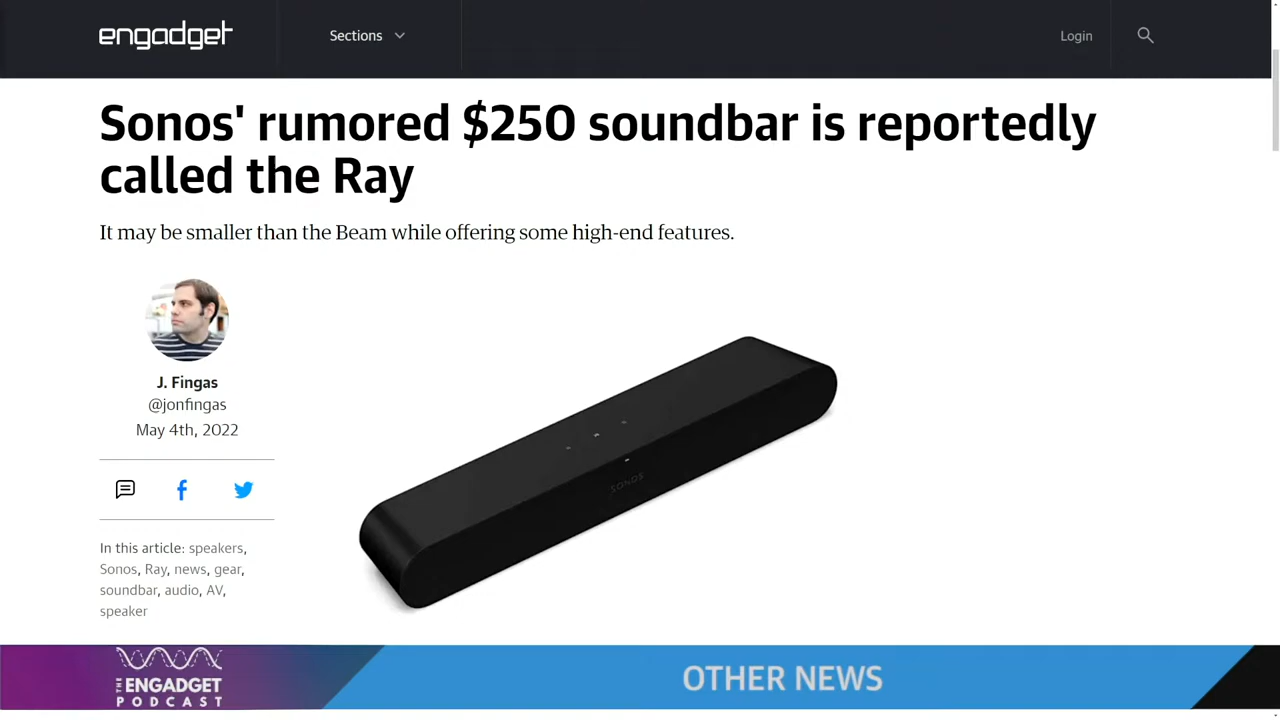 engadget
Sections
Login
Sonos' rumored $250 soundbar is reportedly
called the Ray
It may be smaller than the Beam while offering some high-end features.
J. Fingas
@jonfingas
May 4th, 2022
In this article: speakers,
Sonos, Ray, news, gear,
soundbar, audio, AV,
speaker
SONOS
THE ENGADGET
PODCAST
OTHER NEWS